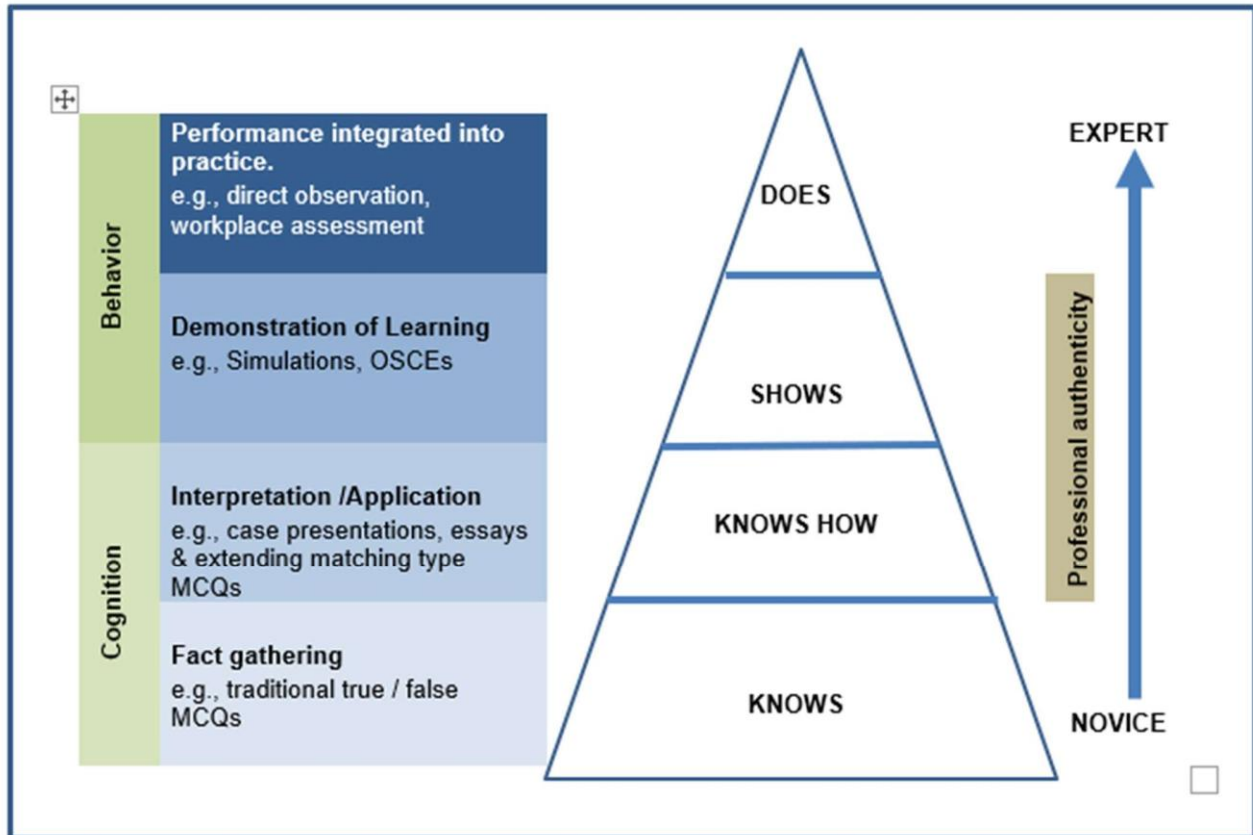 Behavior
Performance integrated into
practice.
e.g., direct observation,
workplace assessment
Demonstration of Learning
e.g., Simulations, OSCEs
Cognition
Interpretation /Application
e.g., case presentations, essays
& extending matching type
MCQs
Fact gathering
e.g., traditional true / false
MCQs
DOES
SHOWS
KNOWS HOW
KNOWS
EXPERT
Professional authenticity
NOVICE